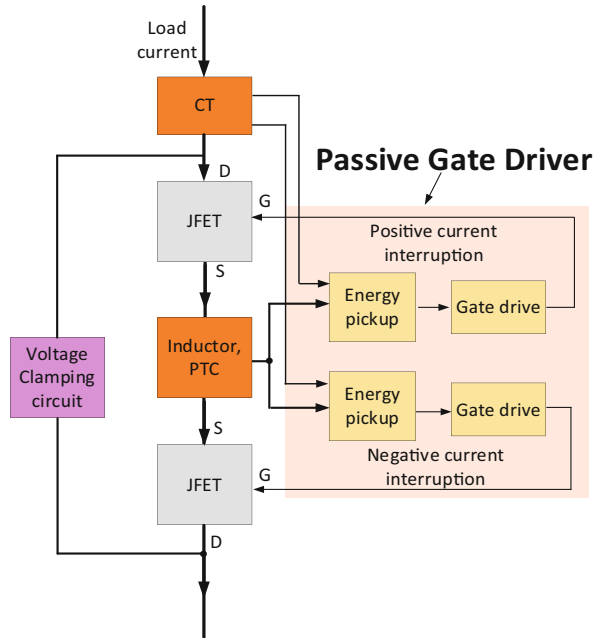 Load
current
CT
Passive Gate Driver
D
G
JFET
Positive current
interruption
S
Energy
pickup
Gate drive
Inductor,
PTC
Voltage
Clamping
circuit
Energy
pickup
Gate drive
S
Negative current
interruption
G
JFET
D